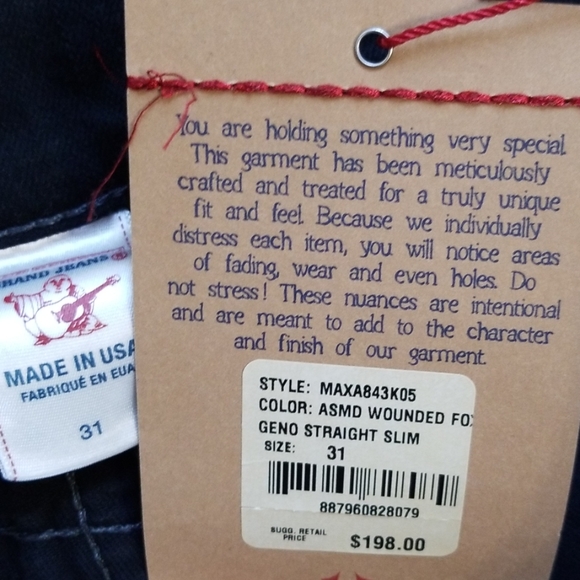 You are holding something very special.
This garment has been meticulously
crafted and treated for a truly unique
fit and feel. Because we individually
distress each item, you will notice areas
of fading, wear and even holes. Do
not stress! These nuances are intentional
and are meant to add to the character
and finish of our garment.
BRAND JEANS
MADE IN USA
FABRIQUÉ EN EUA
31
STYLE: MAXA843K05
COLOR: ASMD WOUNDED FO
GENO STRAIGHT SLIM
SIZE: 31
887960828079
SUGG. RETAIL
PRICE $198.00